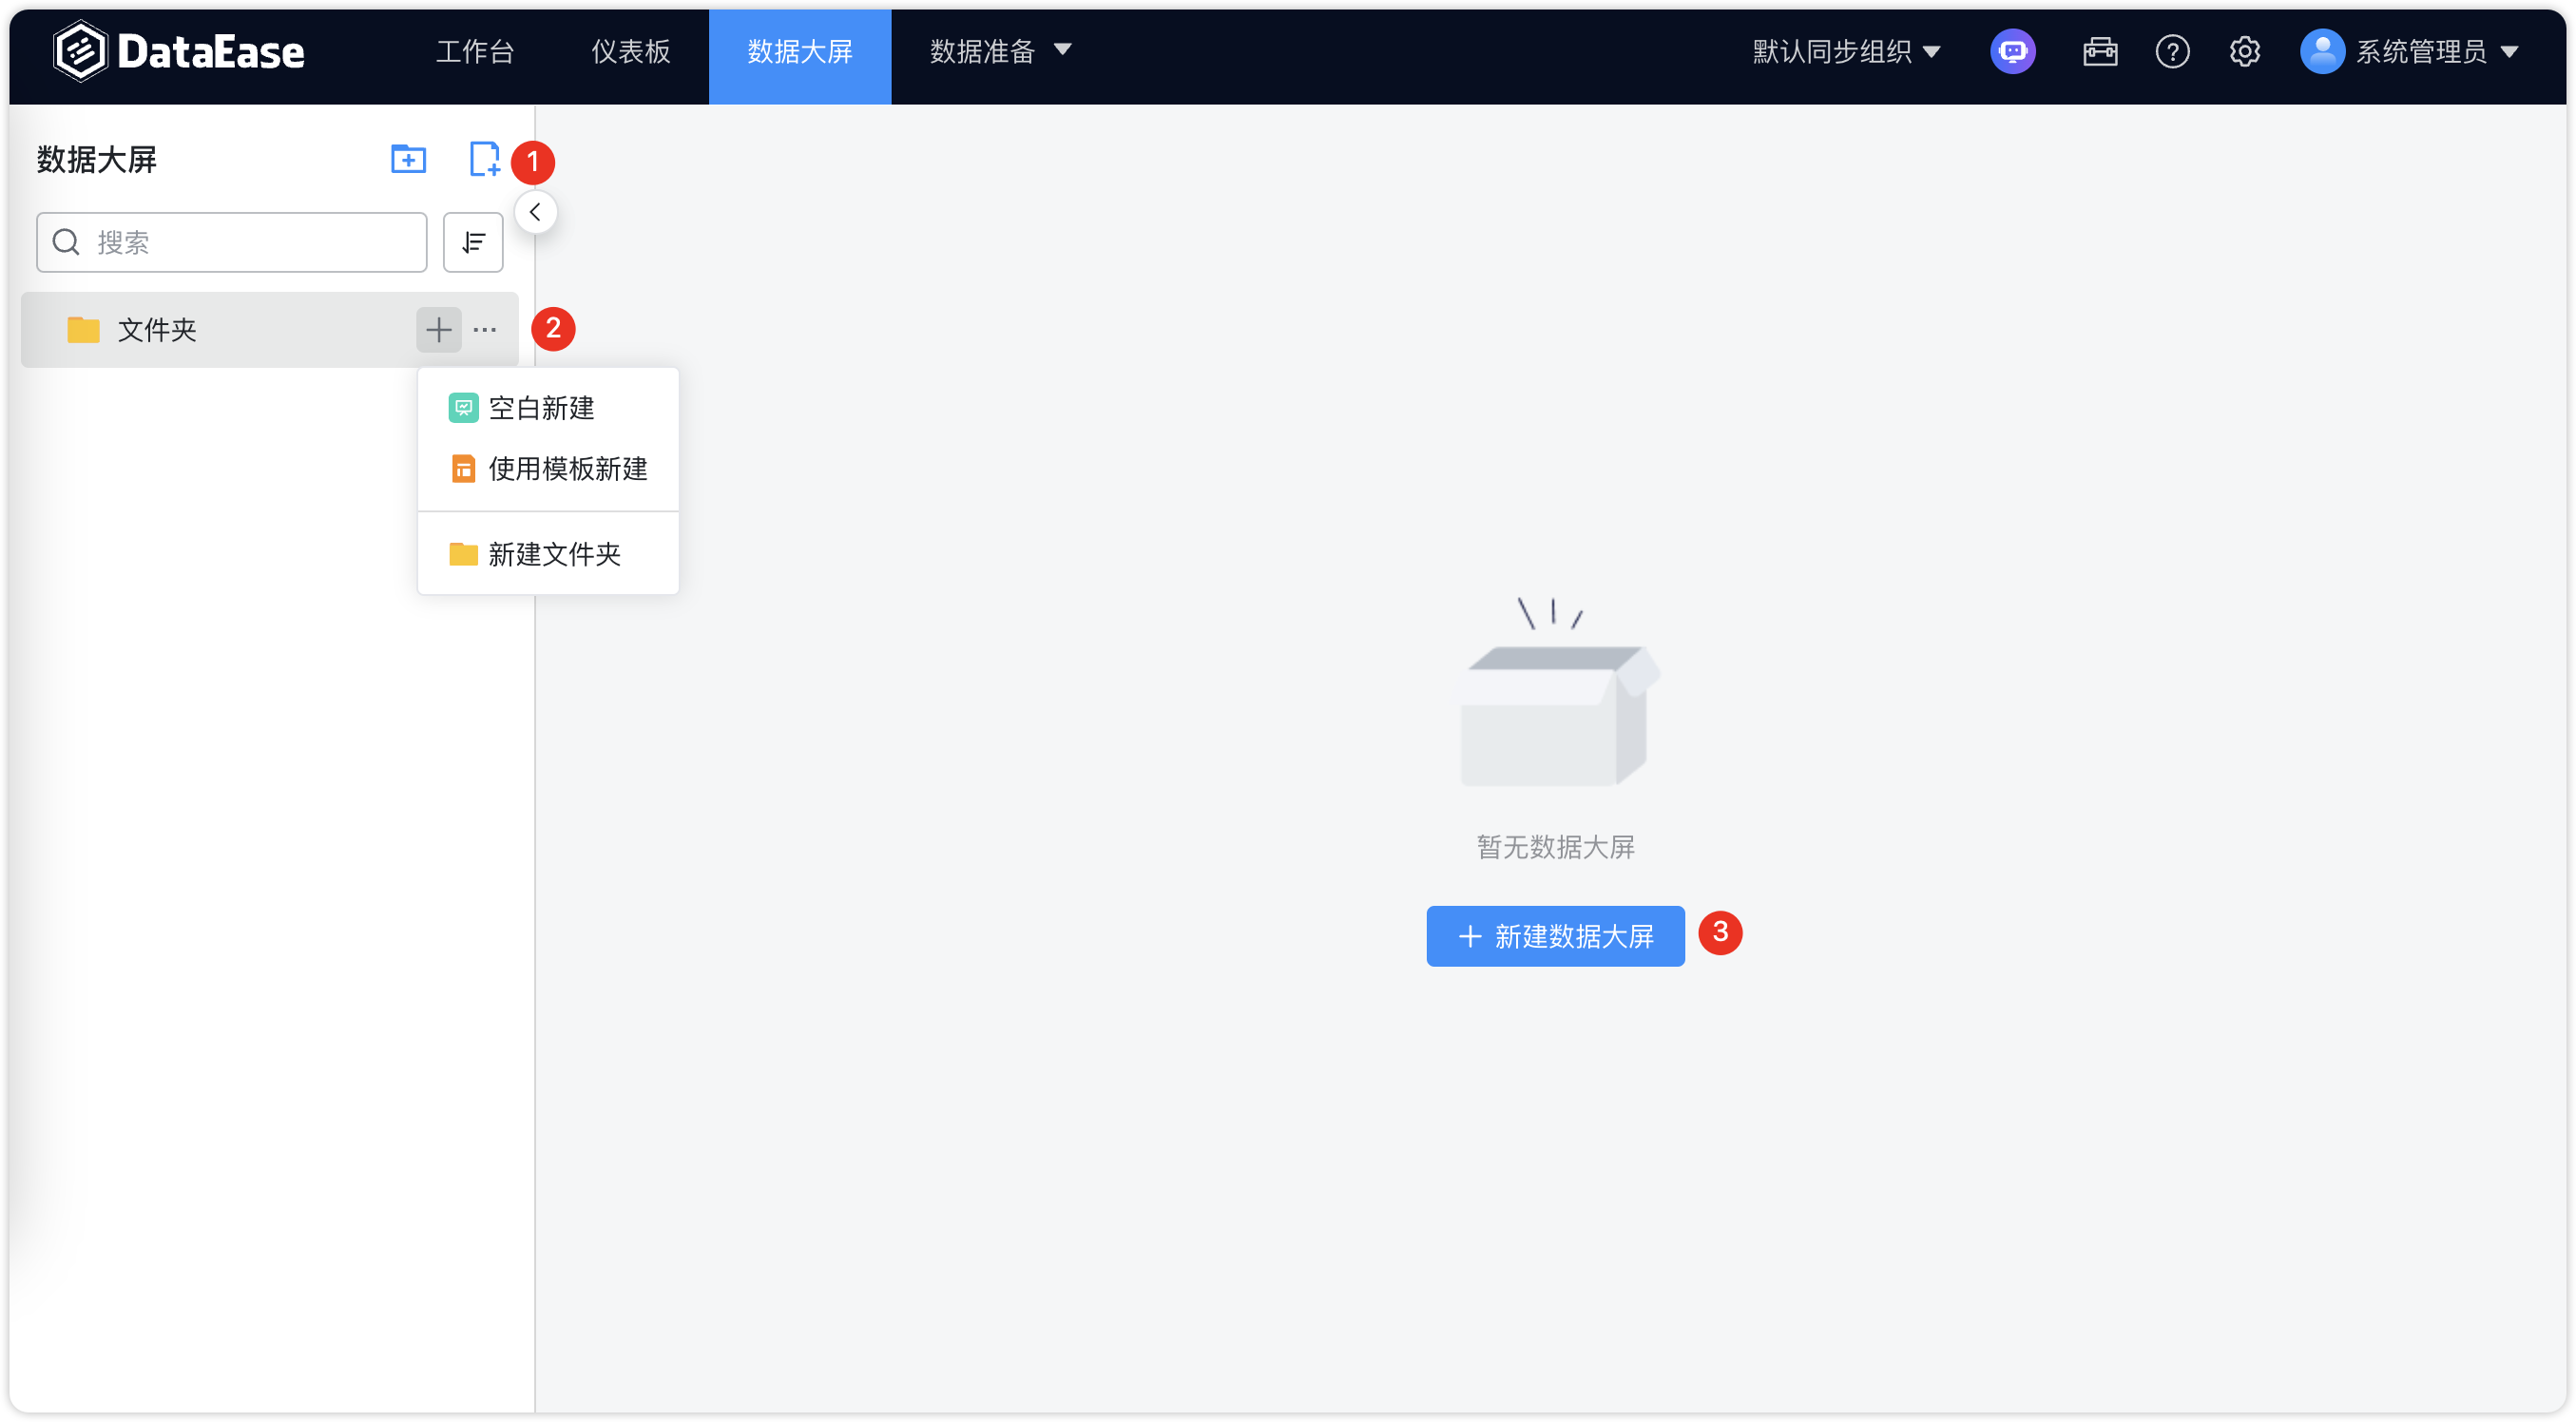 DataEase 工作台 仪表板 数据大屏 数据准备 默认同步组织 系统管理员
数据大屏 1
搜索
文件夹 2
空白新建
使用模板新建
新建文件夹
暂无数据大屏
新建数据大屏 3